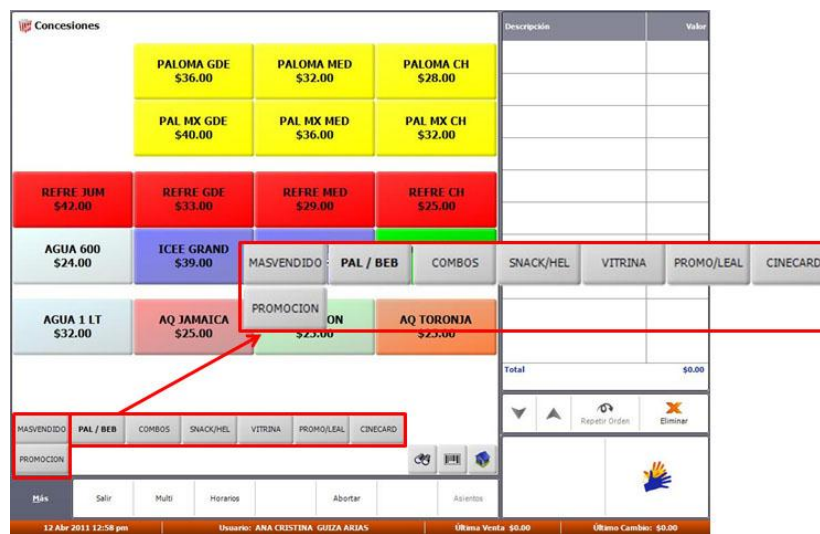 Concesiones
Descripción Valor
PALOMA GDE PALOMA MED PALOMA CH
$36.00 $32.00 $28.00
PAL MX GDE PAL MX MED PAL MX CH
$40.00 $36.00 $32.00
REFRE JUM REFRE GDE REFRE MED REFRE CH
$42.00 $33.00 $29.00 $25.00
AGUA 600 ICEE GRAND
$24.00 $39.00
MASVENDIDO PAL / BEB COMBOS SNACK/HEL VITRINA PROMO/LEAL CINECARD
PROMOCION
AGUA 1 LT AQ JAMAICA ON AQ TORONJA
$32.00 $25.00 $25.00 $25.00
Total $0.00
MASVENDIDO PAL / BEB COMBOS SNACK/HEL VITRINA PROMO/LEAL CINECARD
Repetir Orden Eliminar
PROMOCION
Más Salir Multi Horarios Abortar Asientos
12 Abr 2011 12:58 pm Usuario: ANA CRISTINA GUIZA ARIAS Última Venta $0.00 Último Cambio: $0.00